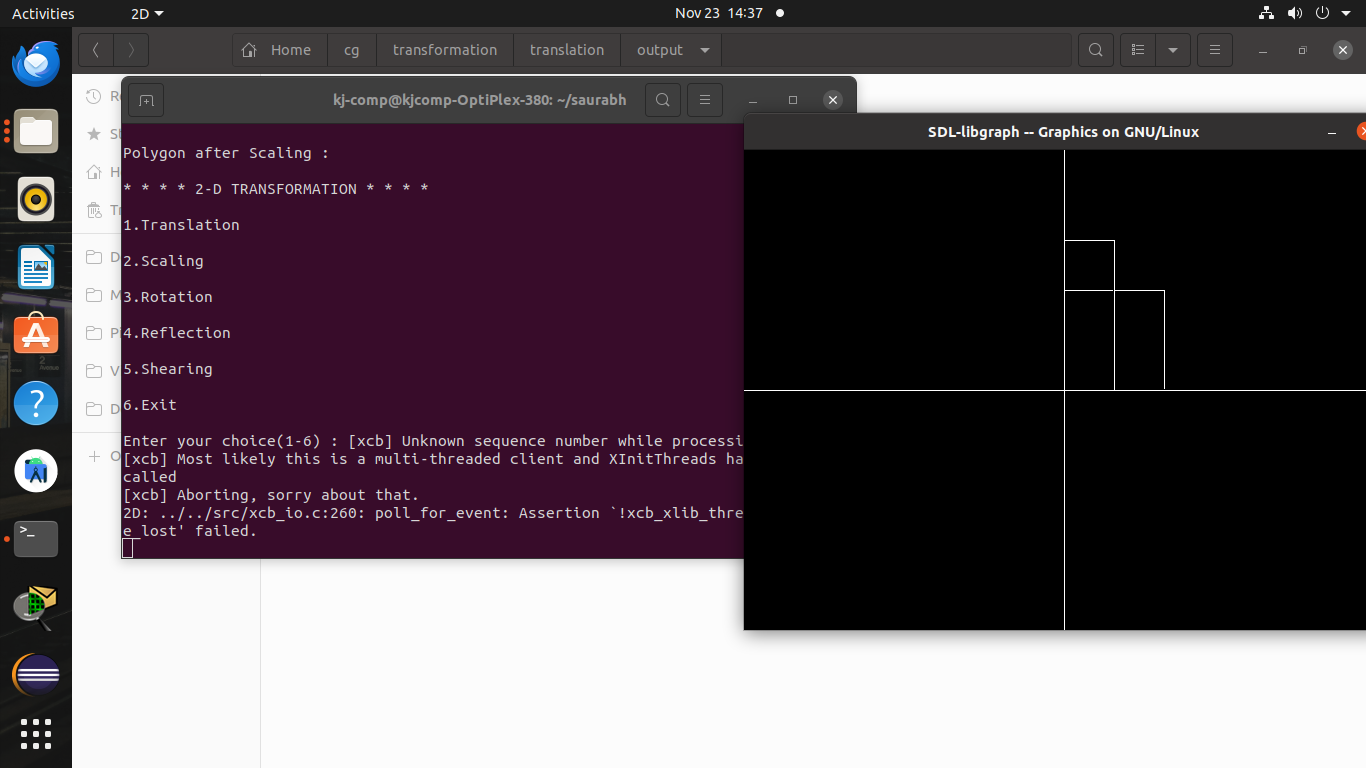 Activities
2D
Nov 23 14:37
Home
cg
transformation
translation
output
kj-comp@kjcomp-OptiPlex-380: ~/saurabh
SDL-libgraph -- Graphics on GNU/Linux
Polygon after Scaling :
* * * * 2-D TRANSFORMATION * * * *
1.Translation
2.Scaling
3.Rotation
4.Reflection
5.Shearing
6.Exit
Enter your choice(1-6) : [xcb] Unknown sequence number while processi
[xcb] Most likely this is a multi-threaded client and XInitThreads ha
called
[xcb] Aborting, sorry about that.
2D: ../../src/xcb_io.c:260: poll_for_event: Assertion `!xcb_xlib_thre
e_lost' failed.